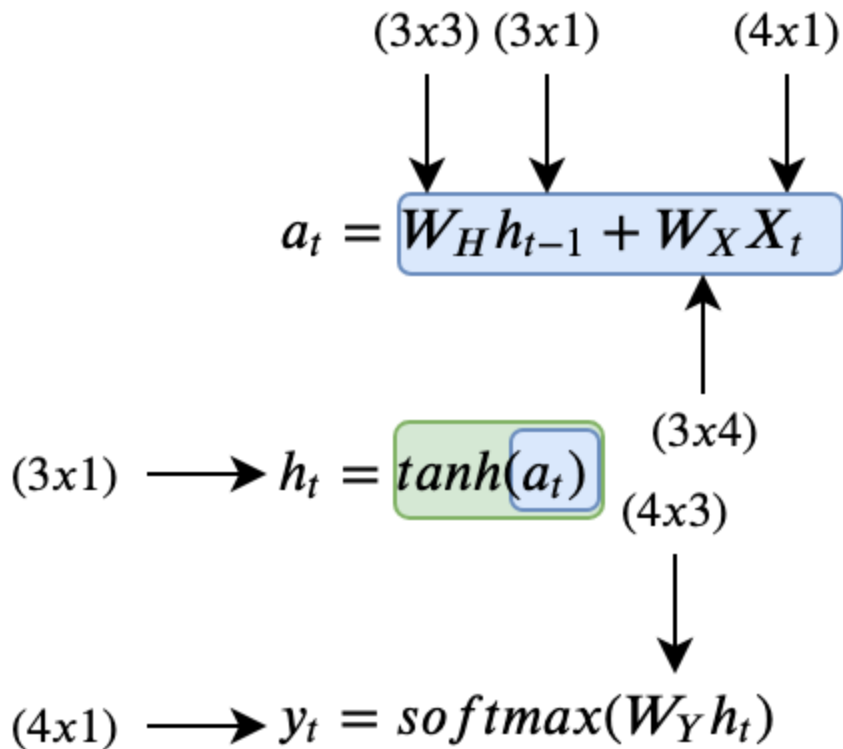 (3x3) (3x1) (4x1)
a_t = W_H h_{t-1} + W_X X_t
(3x4)
(3x1) h_t = tanh(a_t)
(4x3)
(4x1) y_t = softmax(W_Y h_t)